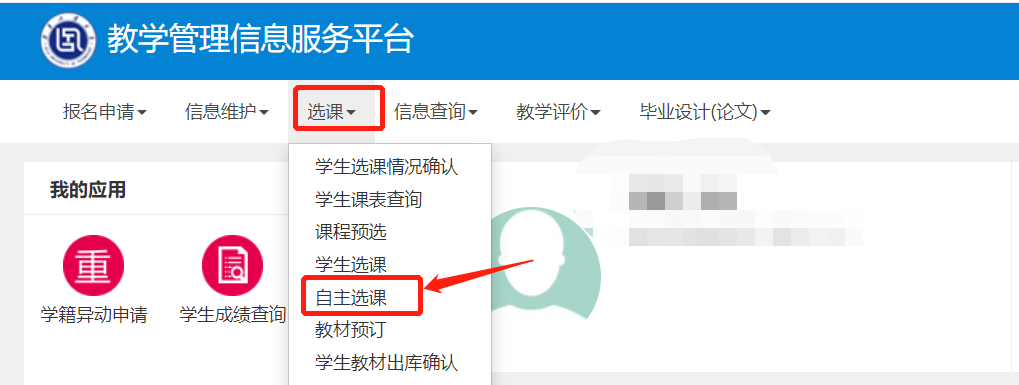 教学管理信息服务平台
报名申请 信息维护 选课 信息查询 教学评价 毕业设计(论文)
我的应用
学生选课情况确认
学生课表查询
课程预选
学生选课
自主选课
教材预订
学生教材出库确认
重
学籍异动申请 学生成绩查询